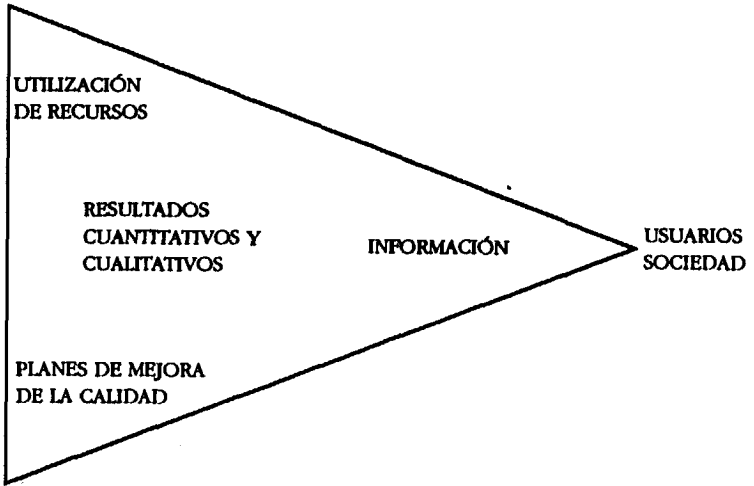 UTILIZACIÓN
DE RECURSOS
RESULTADOS
CUANTITATIVOS Y
CUALITATIVOS
INFORMACIÓN
USUARIOS
SOCIEDAD
PLANES DE MEJORA
DE LA CALIDAD